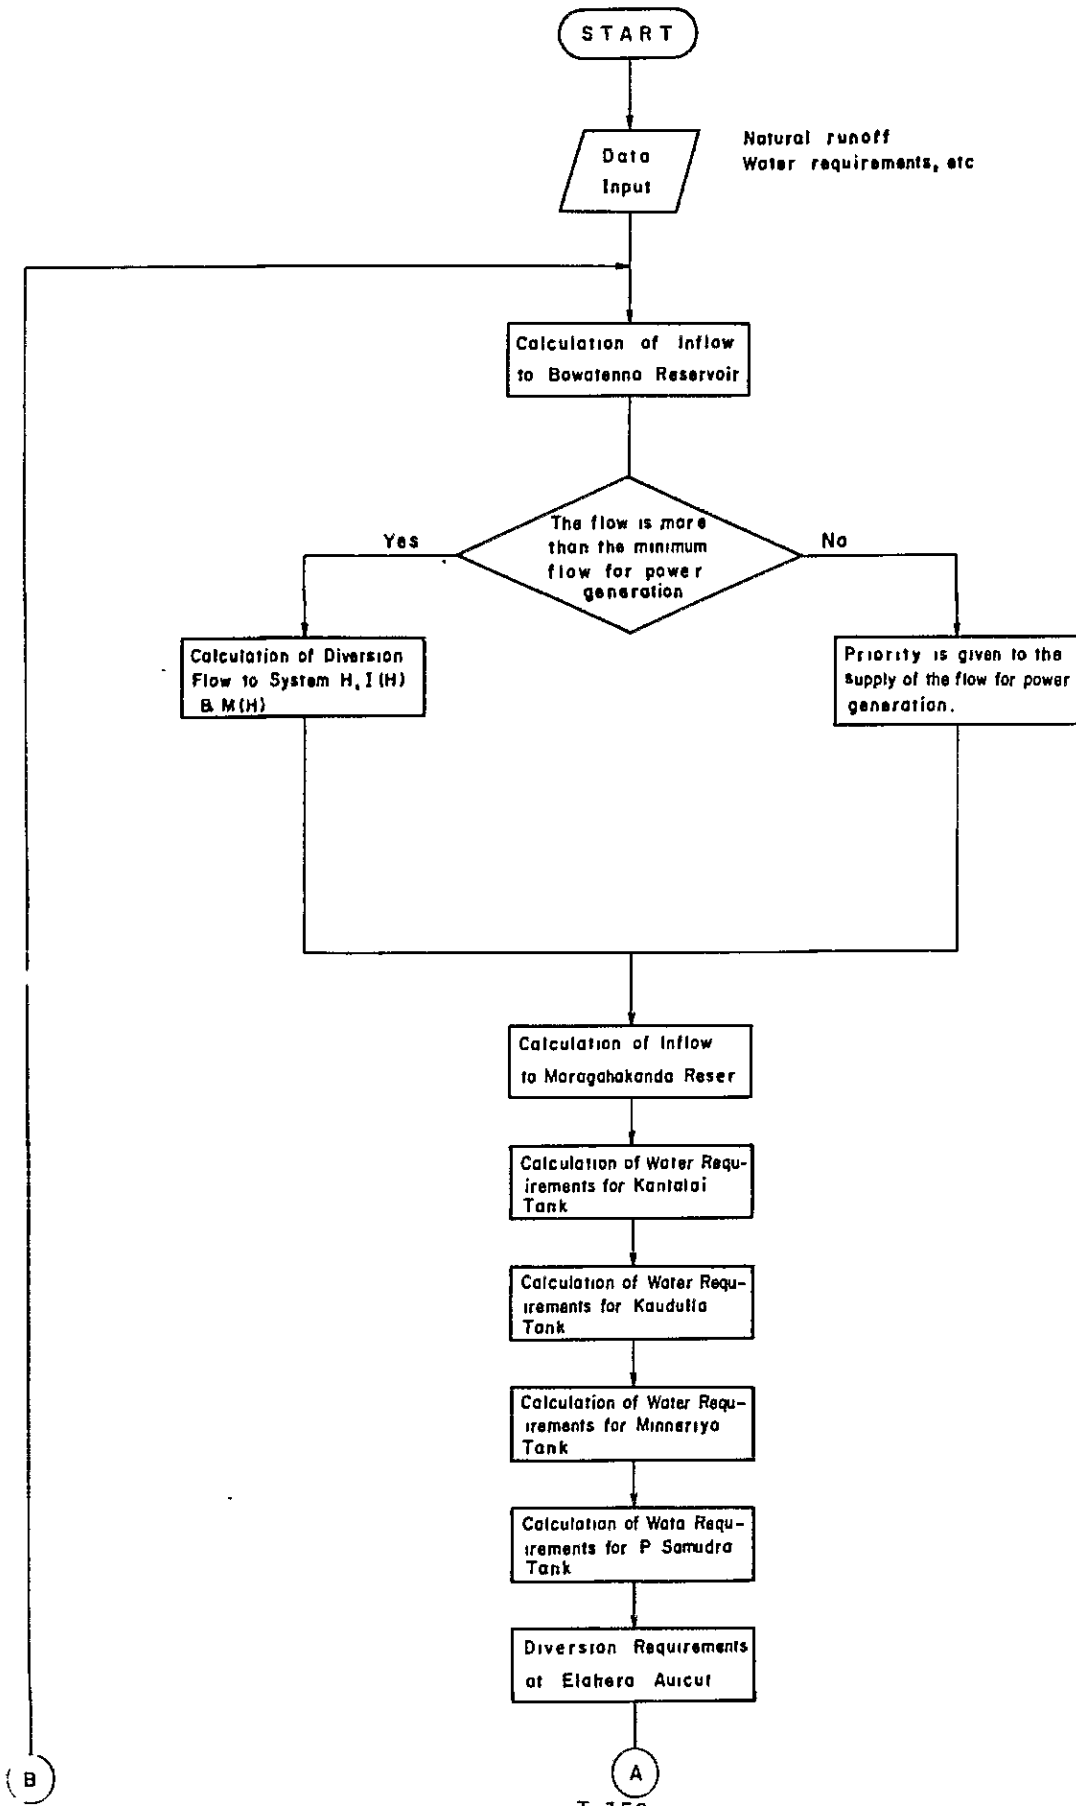 START
Data
Input
Natural runoff
Water requirements, etc
Calculation of Inflow
to Bowatenna Reservoir
The flow is more
than the minimum
flow for power
generation
Yes
No
Calculation of Diversion
Flow to System H, I(H)
& M(H)
Priority is given to the
supply of the flow for power
generation.
Calculation of Inflow
to Moragahakanda Reser
Calculation of Water Requ-
irements for Kantalai
Tank
Calculation of Water Requ-
irements for Kaudulla
Tank
Calculation of Water Requ-
irements for Minneriya
Tank
Calculation of Wata Requ-
irements for P Samudra
Tank
Diversion Requirements
at Elahera Auicut
B
A